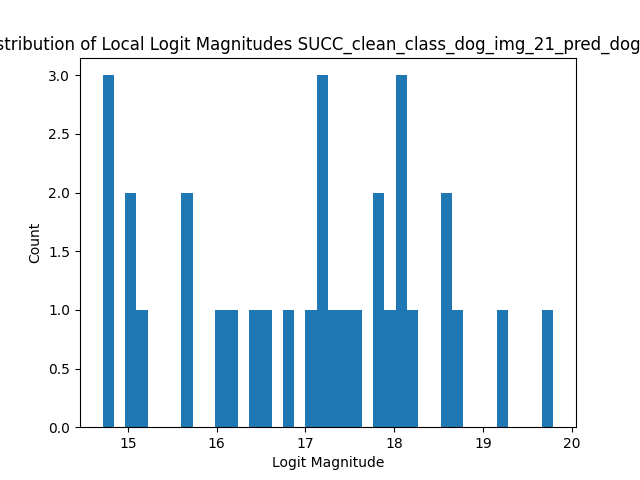 stribution of Local Logit Magnitudes SUCC_clean_class_dog_img_21_pred_dog
3.0
2.5
2.0
1.5
1.0
0.5
0.0
Count
15 16 17 18 19 20
Logit Magnitude